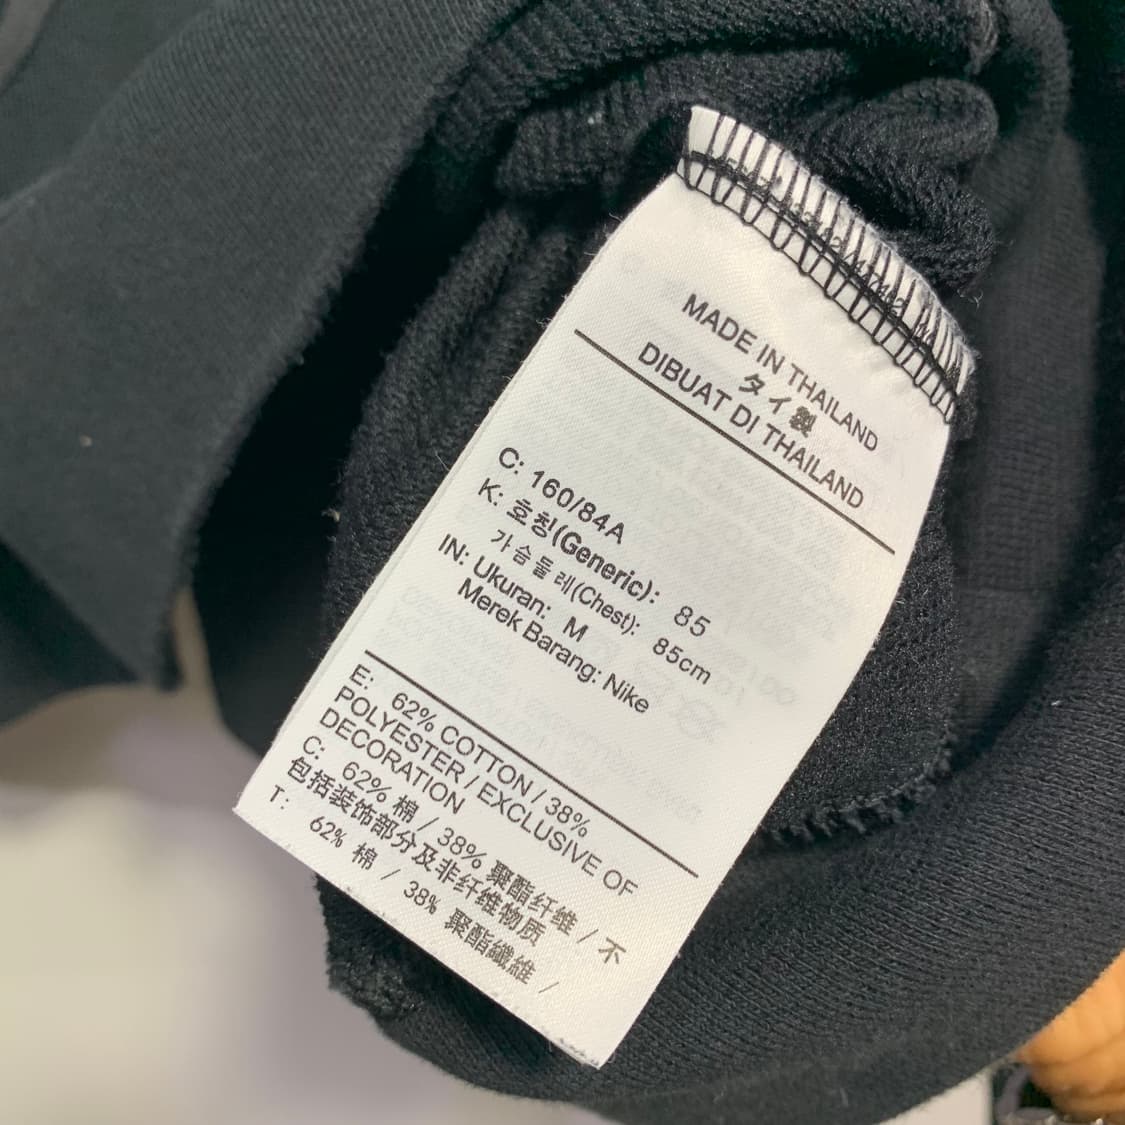 MADE IN THAILAND
タイ製
DIBUAT DI THAILAND
C: 160/84A
K: 호칭(Generic): 85
가슴둘레(Chest): 85cm
IN: Ukuran: M
Merek Barang: Nike
E: 62% COTTON / 38%
POLYESTER / EXCLUSIVE OF
DECORATION
C: 62% 棉 / 38% 聚酯纤维 / 不
包括装饰部分及非纤维物质
T:
62% 棉 / 38% 聚酯纖維 /